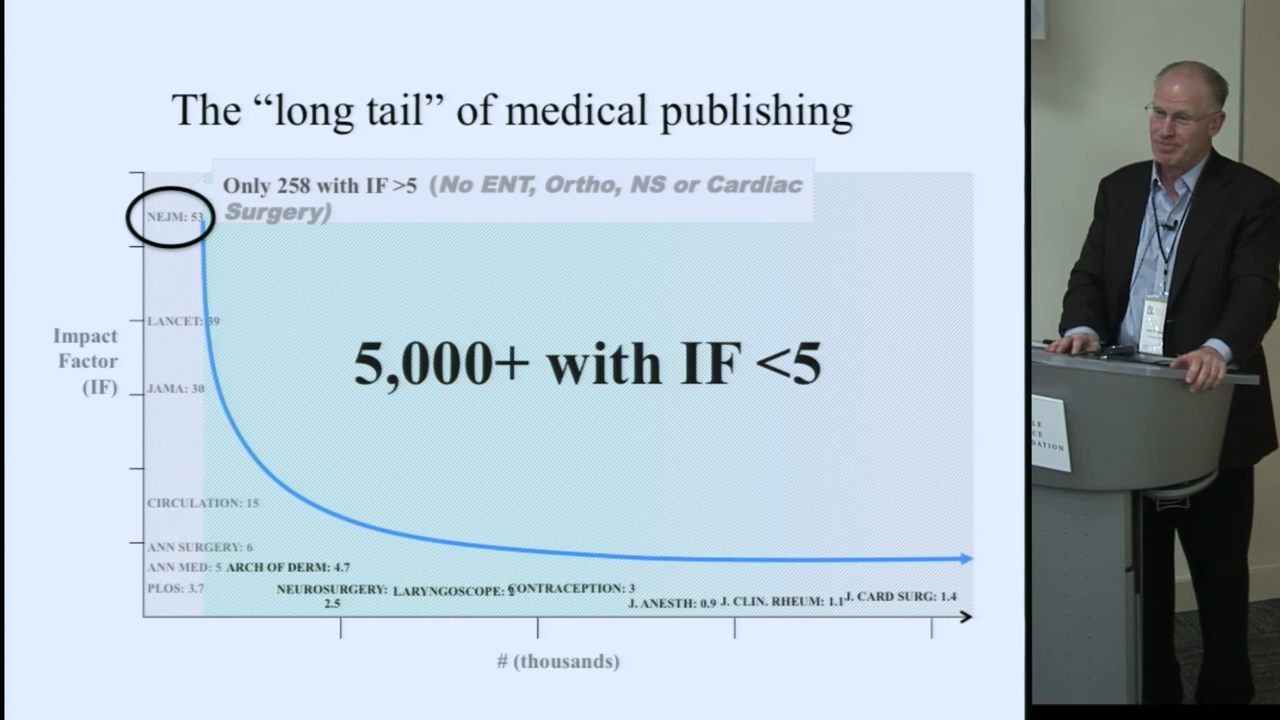 The “long tail” of medical publishing
Only 258 with IF >5 (No ENT, Ortho, NS or Cardiac
Surgery)
NEJM: 53
LANCET: 39
Impact
Factor
(IF)
5,000+ with IF <5
JAMA: 30
CIRCULATION: 15
ANN SURGERY: 6
ANN MED: 5 ARCH OF DERM: 4.7
PLOS: 3.7
NEUROSURGERY:
2.5
LARYNGOSCOPE:
CONTRACEPTION: 3
J. ANESTH: 0.9
J. CLIN. RHEUM: 1.1
J. CARD SURG: 1.4
# (thousands)